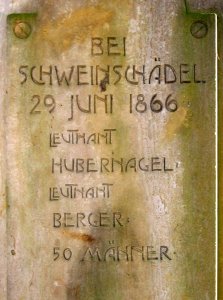 BEI
SCHWEINSCHÄDEL.
29. JUNI 1866
LEUTNANT
HUBERNAGEL.
LEUTNANT
BERGER.
50 MÄNNER.